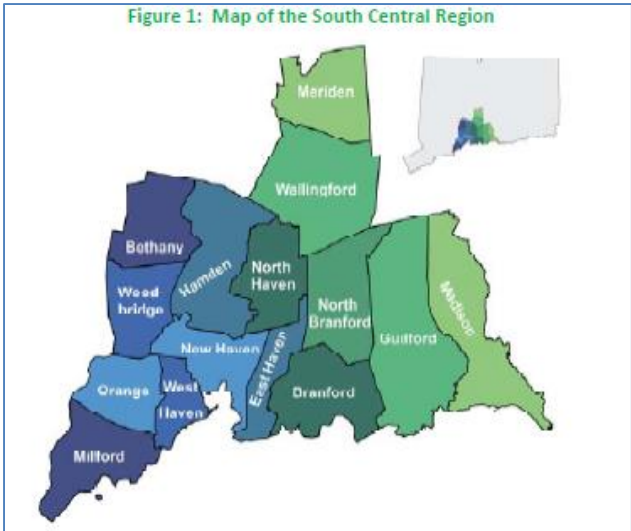 Figure 1: Map of the South Central Region
Meriden
Wallingford
Bethany
Hamden
North
Haven
Wood
bridge
North
Branford
Guilford
Madison
New Haven
East Haven
Orange
West
Haven
Branford
Milford